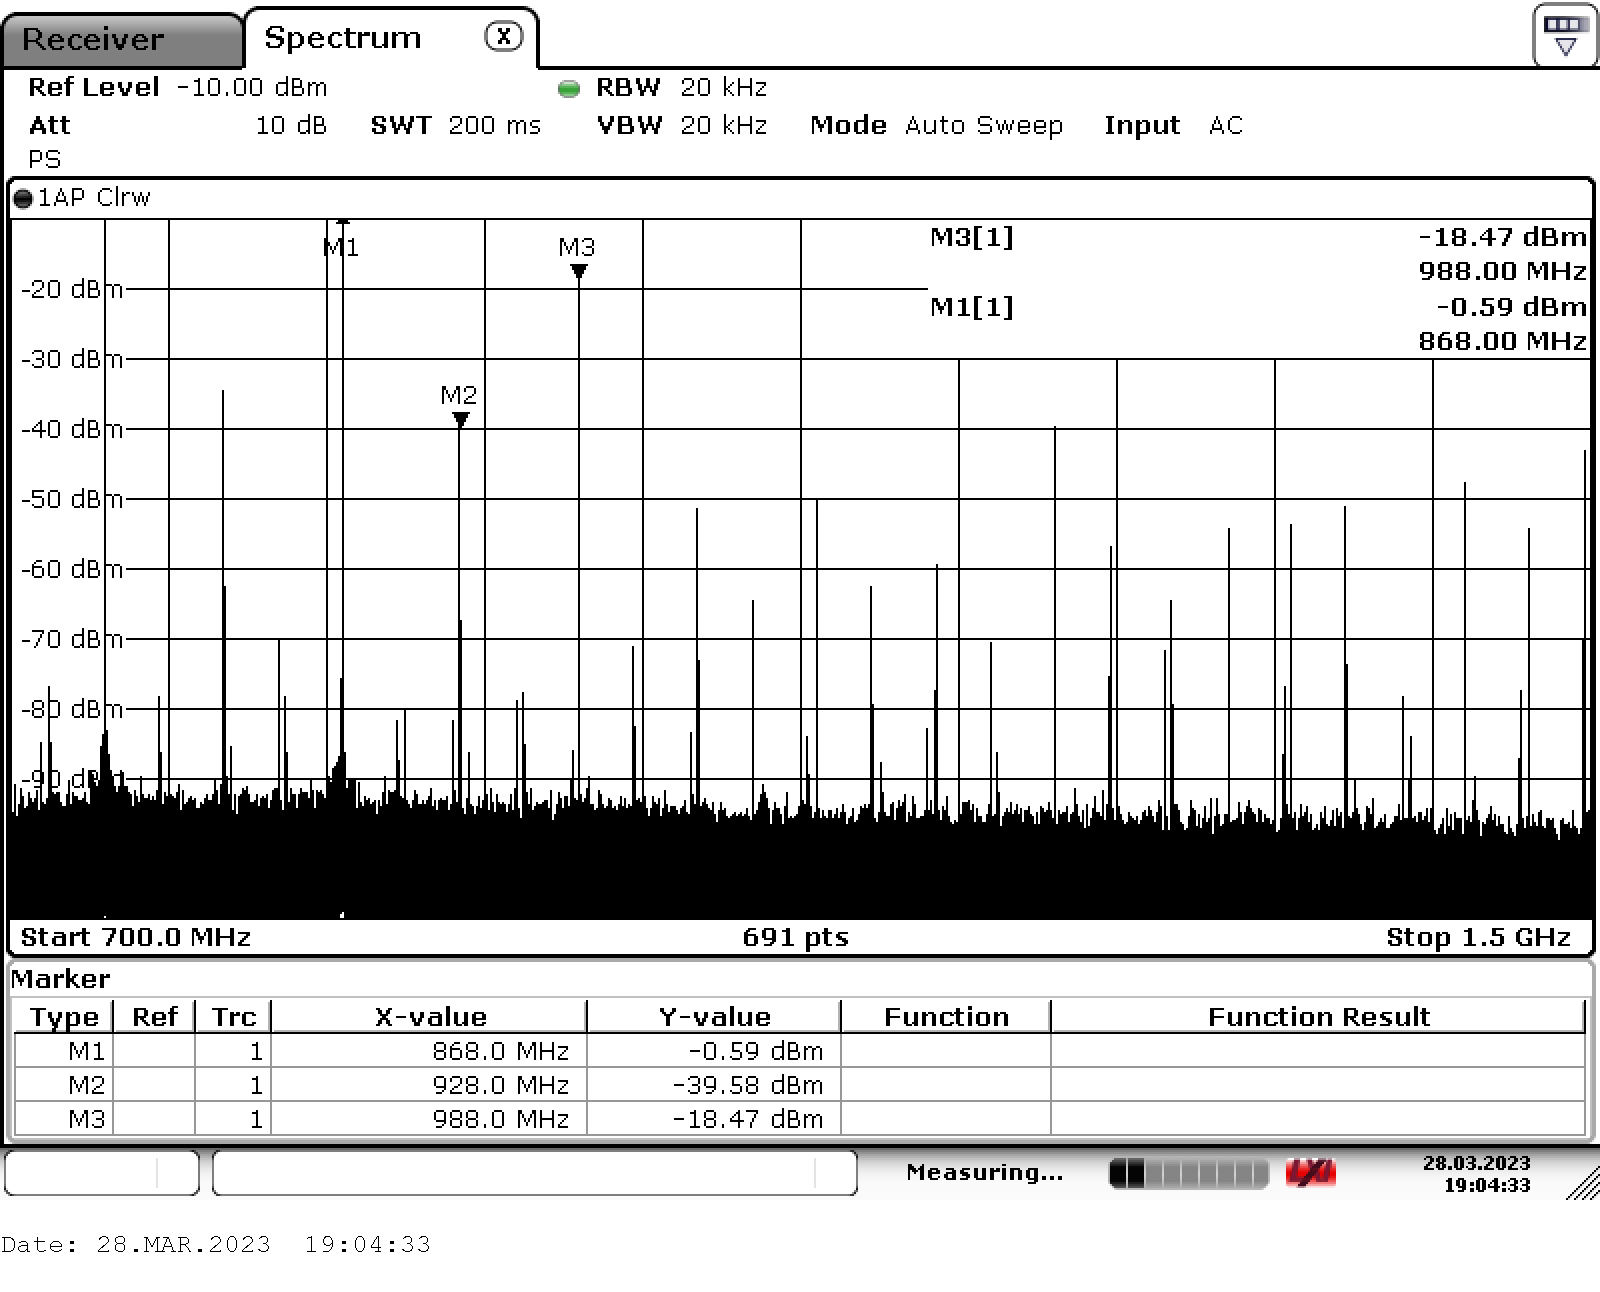 Receiver
Spectrum X
Ref Level -10.00 dBm RBW 20 kHz
Att 10 dB SWT 200 ms VBW 20 kHz Mode Auto Sweep Input AC
PS
1AP Clrw
M1 M3 M3[1] -18.47 dBm
988.00 MHz
-20 dBm
M1[1] -0.59 dBm
868.00 MHz
-30 dBm
M2
-40 dBm
-50 dBm
-60 dBm
-70 dBm
-80 dBm
-90 dBm
Start 700.0 MHz 691 pts Stop 1.5 GHz
Marker
Type Ref Trc X-value Y-value Function Function Result
M1 1 868.0 MHz -0.59 dBm
M2 1 928.0 MHz -39.58 dBm
M3 1 988.0 MHz -18.47 dBm
Measuring... LXI 28.03.2023
19:04:33
Date: 28.MAR.2023 19:04:33